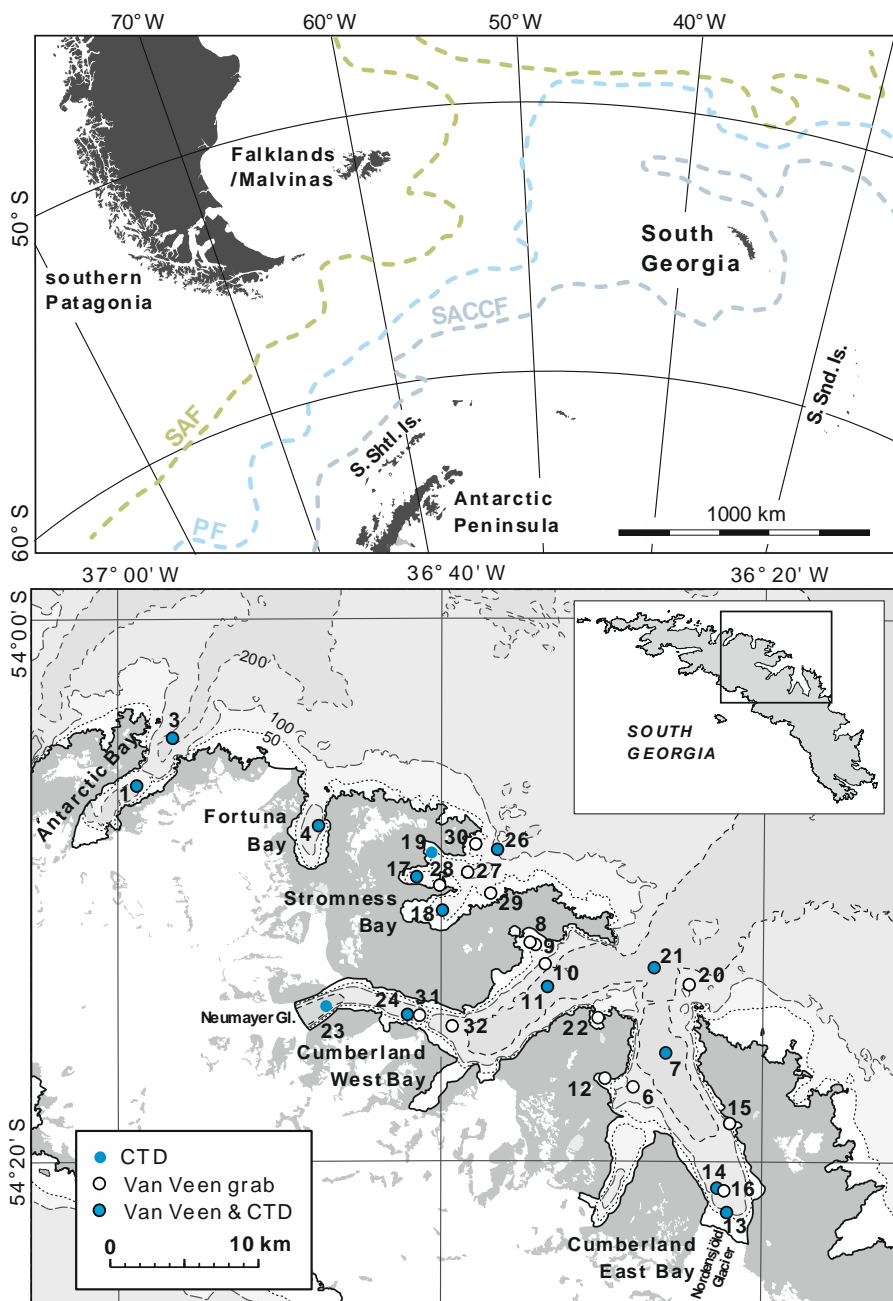 70°W
60°W
50°W
40°W
50°S
Falklands
/Malvinas
South
Georgia
southern
Patagonia
SACCF
SAF
S. Shtl. Is.
S. Snd. Is.
PF
Antarctic
Peninsula
1000 km
60°S
37°00'W
36°40'W
36°20'W
54°00'S
200
100
50
3
Antarctic Bay
1
SOUTH
GEORGIA
Fortuna
Bay
4
19
30
26
17
28
27
Stromness
Bay
18
29
8
9
10
11
21
20
24
31
Neumayer Gl.
23
32
22
Cumberland
West Bay
7
12
6
15
54°20'S
14
16
13
Cumberland
East Bay
Nordensjöld
Glacier
CTD
Van Veen grab
Van Veen & CTD
0
10 km